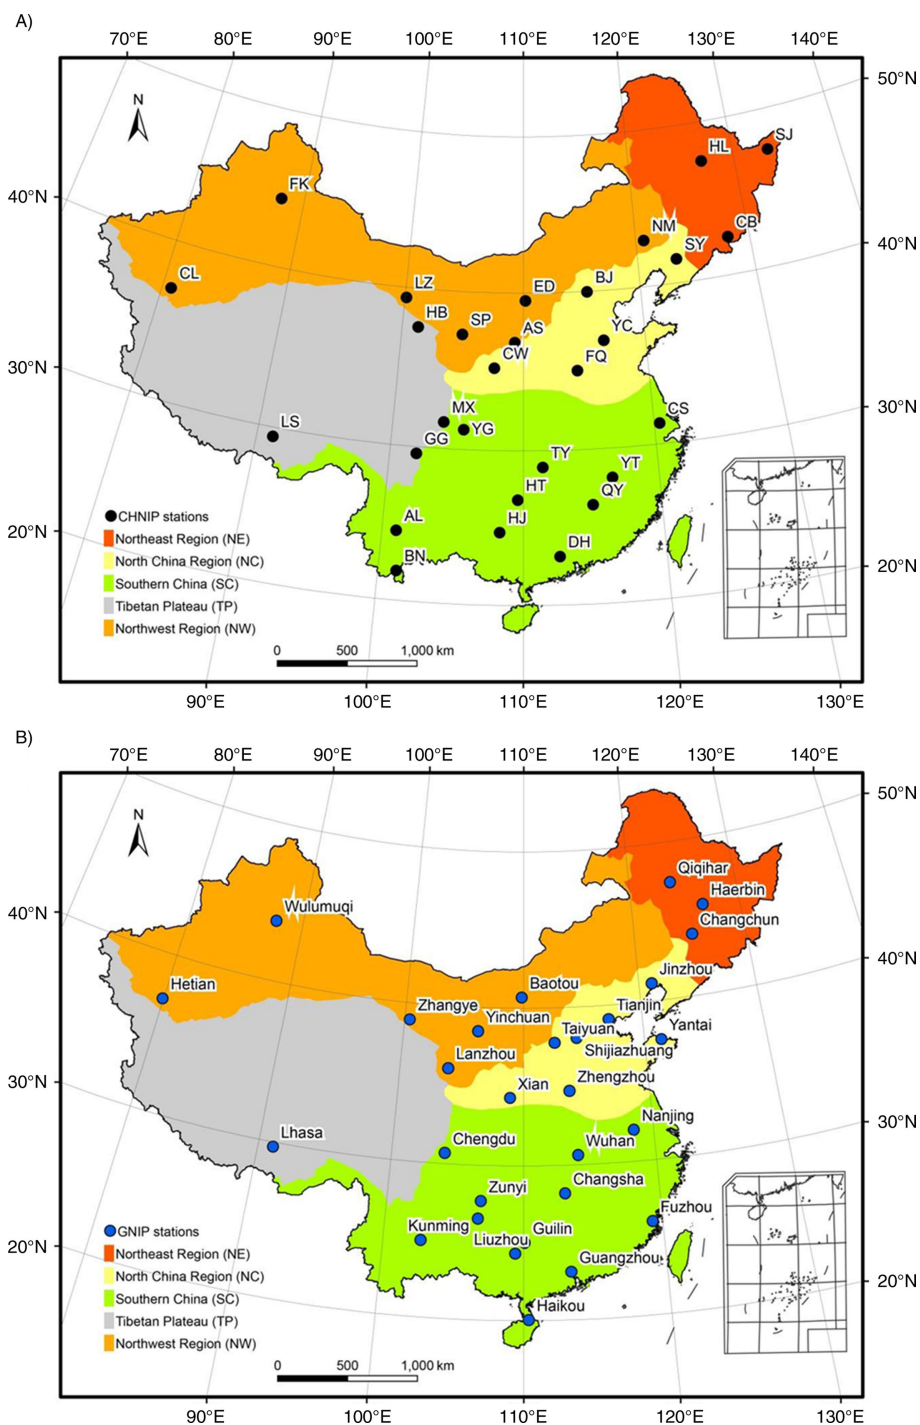 A)
70°E 80°E 90°E 100°E 110°E 120°E 130°E 140°E
50°N
N
SJ
HL
FK
40°N
CB
NM
SY
40°N
CL
BJ
LZ
ED
HB
SP
AS
YC
CW
FQ
30°N
MX
CS
30°N
LS
YG
GG
TY
YT
HT
QY
CHNIP stations
AL
HJ
20°N
Northeast Region (NE)
DH
North China Region (NC)
BN
20°N
Southern China (SC)
Tibetan Plateau (TP)
Northwest Region (NW)
0 500 1,000 km
90°E 100°E 110°E 120°E 130°E
B)
70°E 80°E 90°E 100°E 110°E 120°E 130°E 140°E
50°N
N
Qiqihar
Haerbin
Wulumuqi
40°N
Changchun
40°N
Jinzhou
Hetian
Baotou
Zhangye
Tianjin
Yinchuan
Taiyuan
Yantai
Lanzhou
Shijiazhuang
30°N
Xian
Zhengzhou
Nanjing
30°N
Lhasa
Chengdu
Wuhan
Changsha
Zunyi
Fuzhou
GNIP stations
Kunming
Guilin
Liuzhou
20°N
Northeast Region (NE)
Guangzhou
North China Region (NC)
20°N
Southern China (SC)
Haikou
Tibetan Plateau (TP)
Northwest Region (NW)
0 500 1,000 km
90°E 100°E 110°E 120°E 130°E